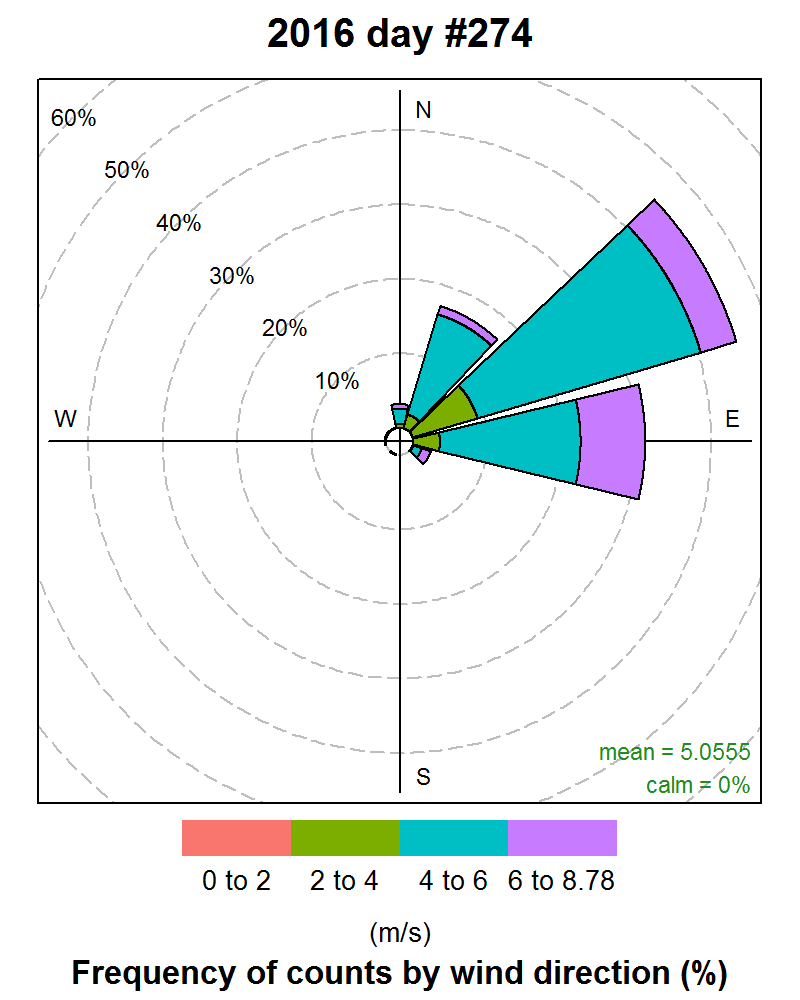 2016 day #274
N
60%
50%
40%
30%
20%
10%
W
E
S
mean = 5.0555
calm = 0%
0 to 2
2 to 4
4 to 6
6 to 8.78
(m/s)
Frequency of counts by wind direction (%)